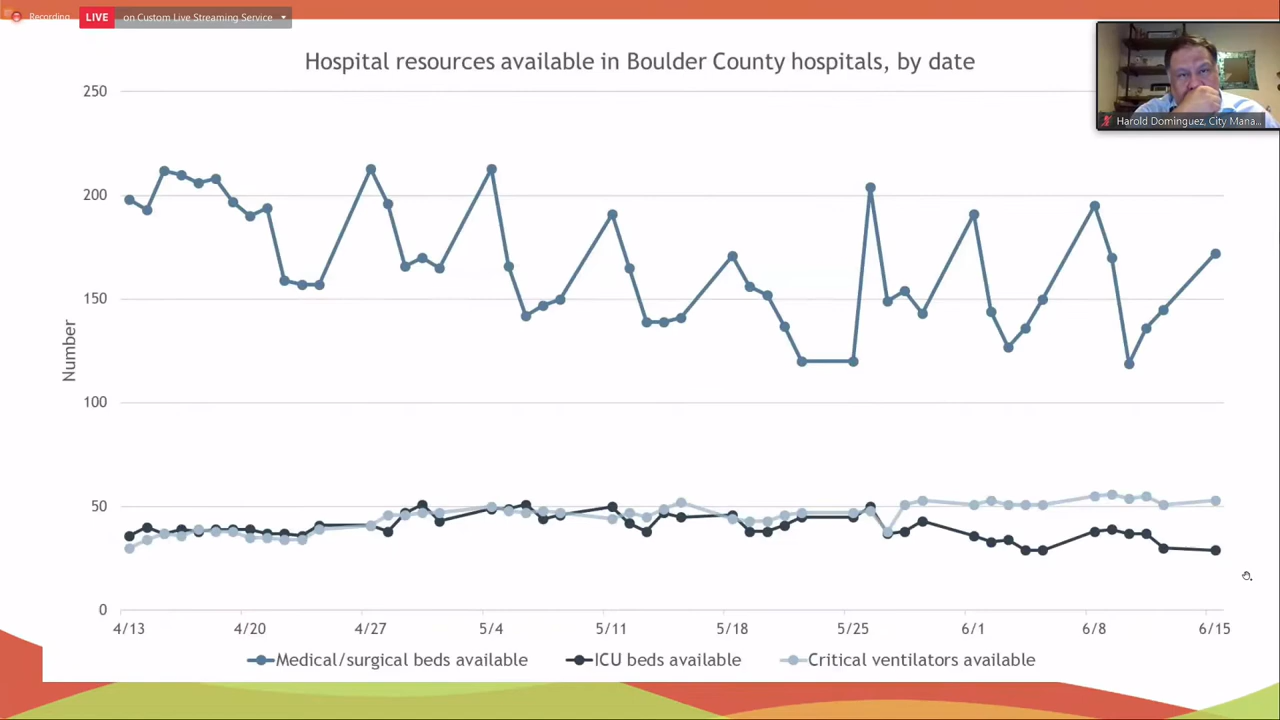 Recording
LIVE on Custom Live Streaming Service
Hospital resources available in Boulder County hospitals, by date
Harold Dominguez, City Mana...
Number
250
200
150
100
50
0
4/13 4/20 4/27 5/4 5/11 5/18 5/25 6/1 6/8 6/15
Medical/surgical beds available ICU beds available Critical ventilators available